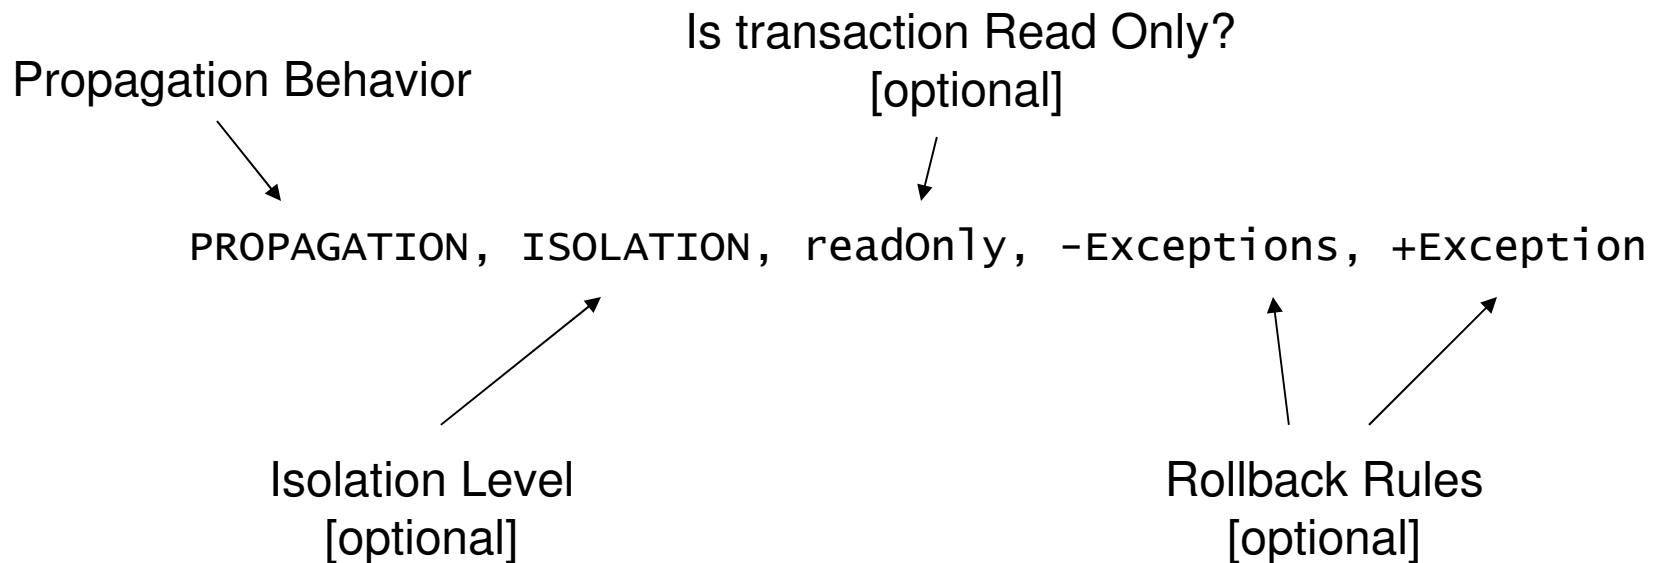 Is transaction Read Only?
[optional]
Propagation Behavior
PROPAGATION, ISOLATION, readOnly, -Exceptions, +Exception
Isolation Level
[optional]
Rollback Rules
[optional]